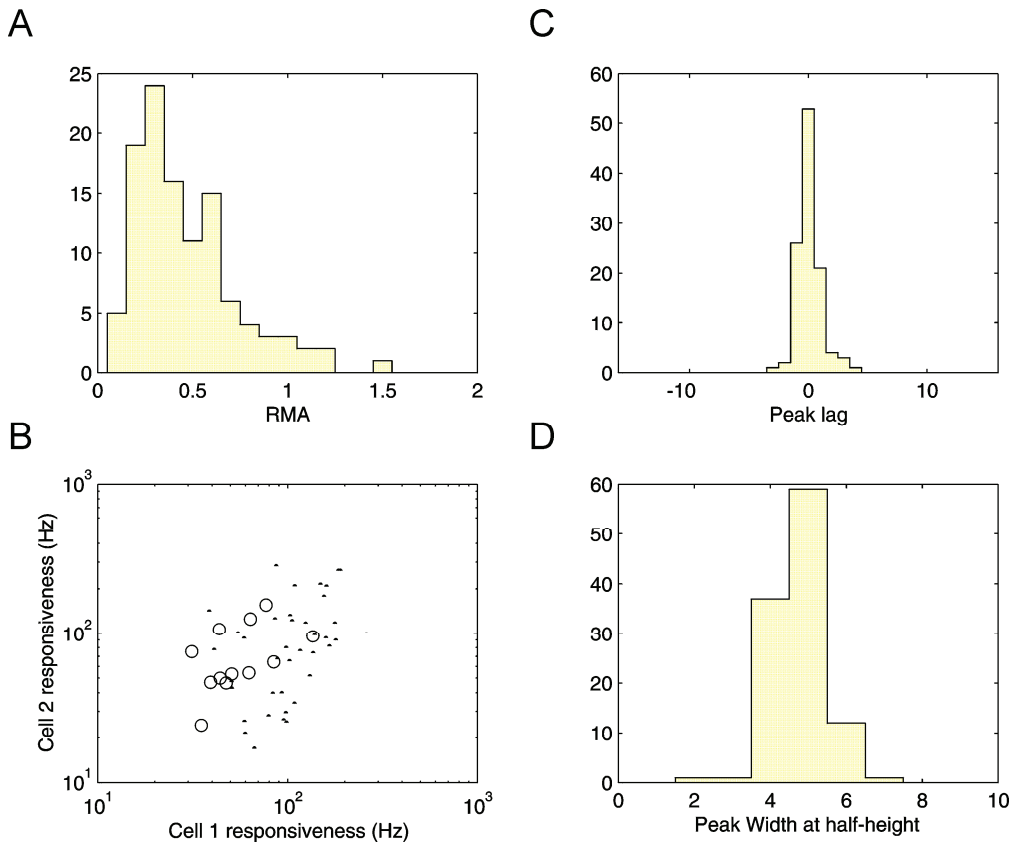 A
25
20
15
10
5
0
0 0.5 1 1.5 2
RMA
C
60
50
40
30
20
10
0
-10 0 10
Peak lag
B
10^3
10^2
10^1
Cell 2 responsiveness (Hz)
10^1 10^2 10^3
Cell 1 responsiveness (Hz)
D
60
50
40
30
20
10
0
0 2 4 6 8 10
Peak Width at half-height